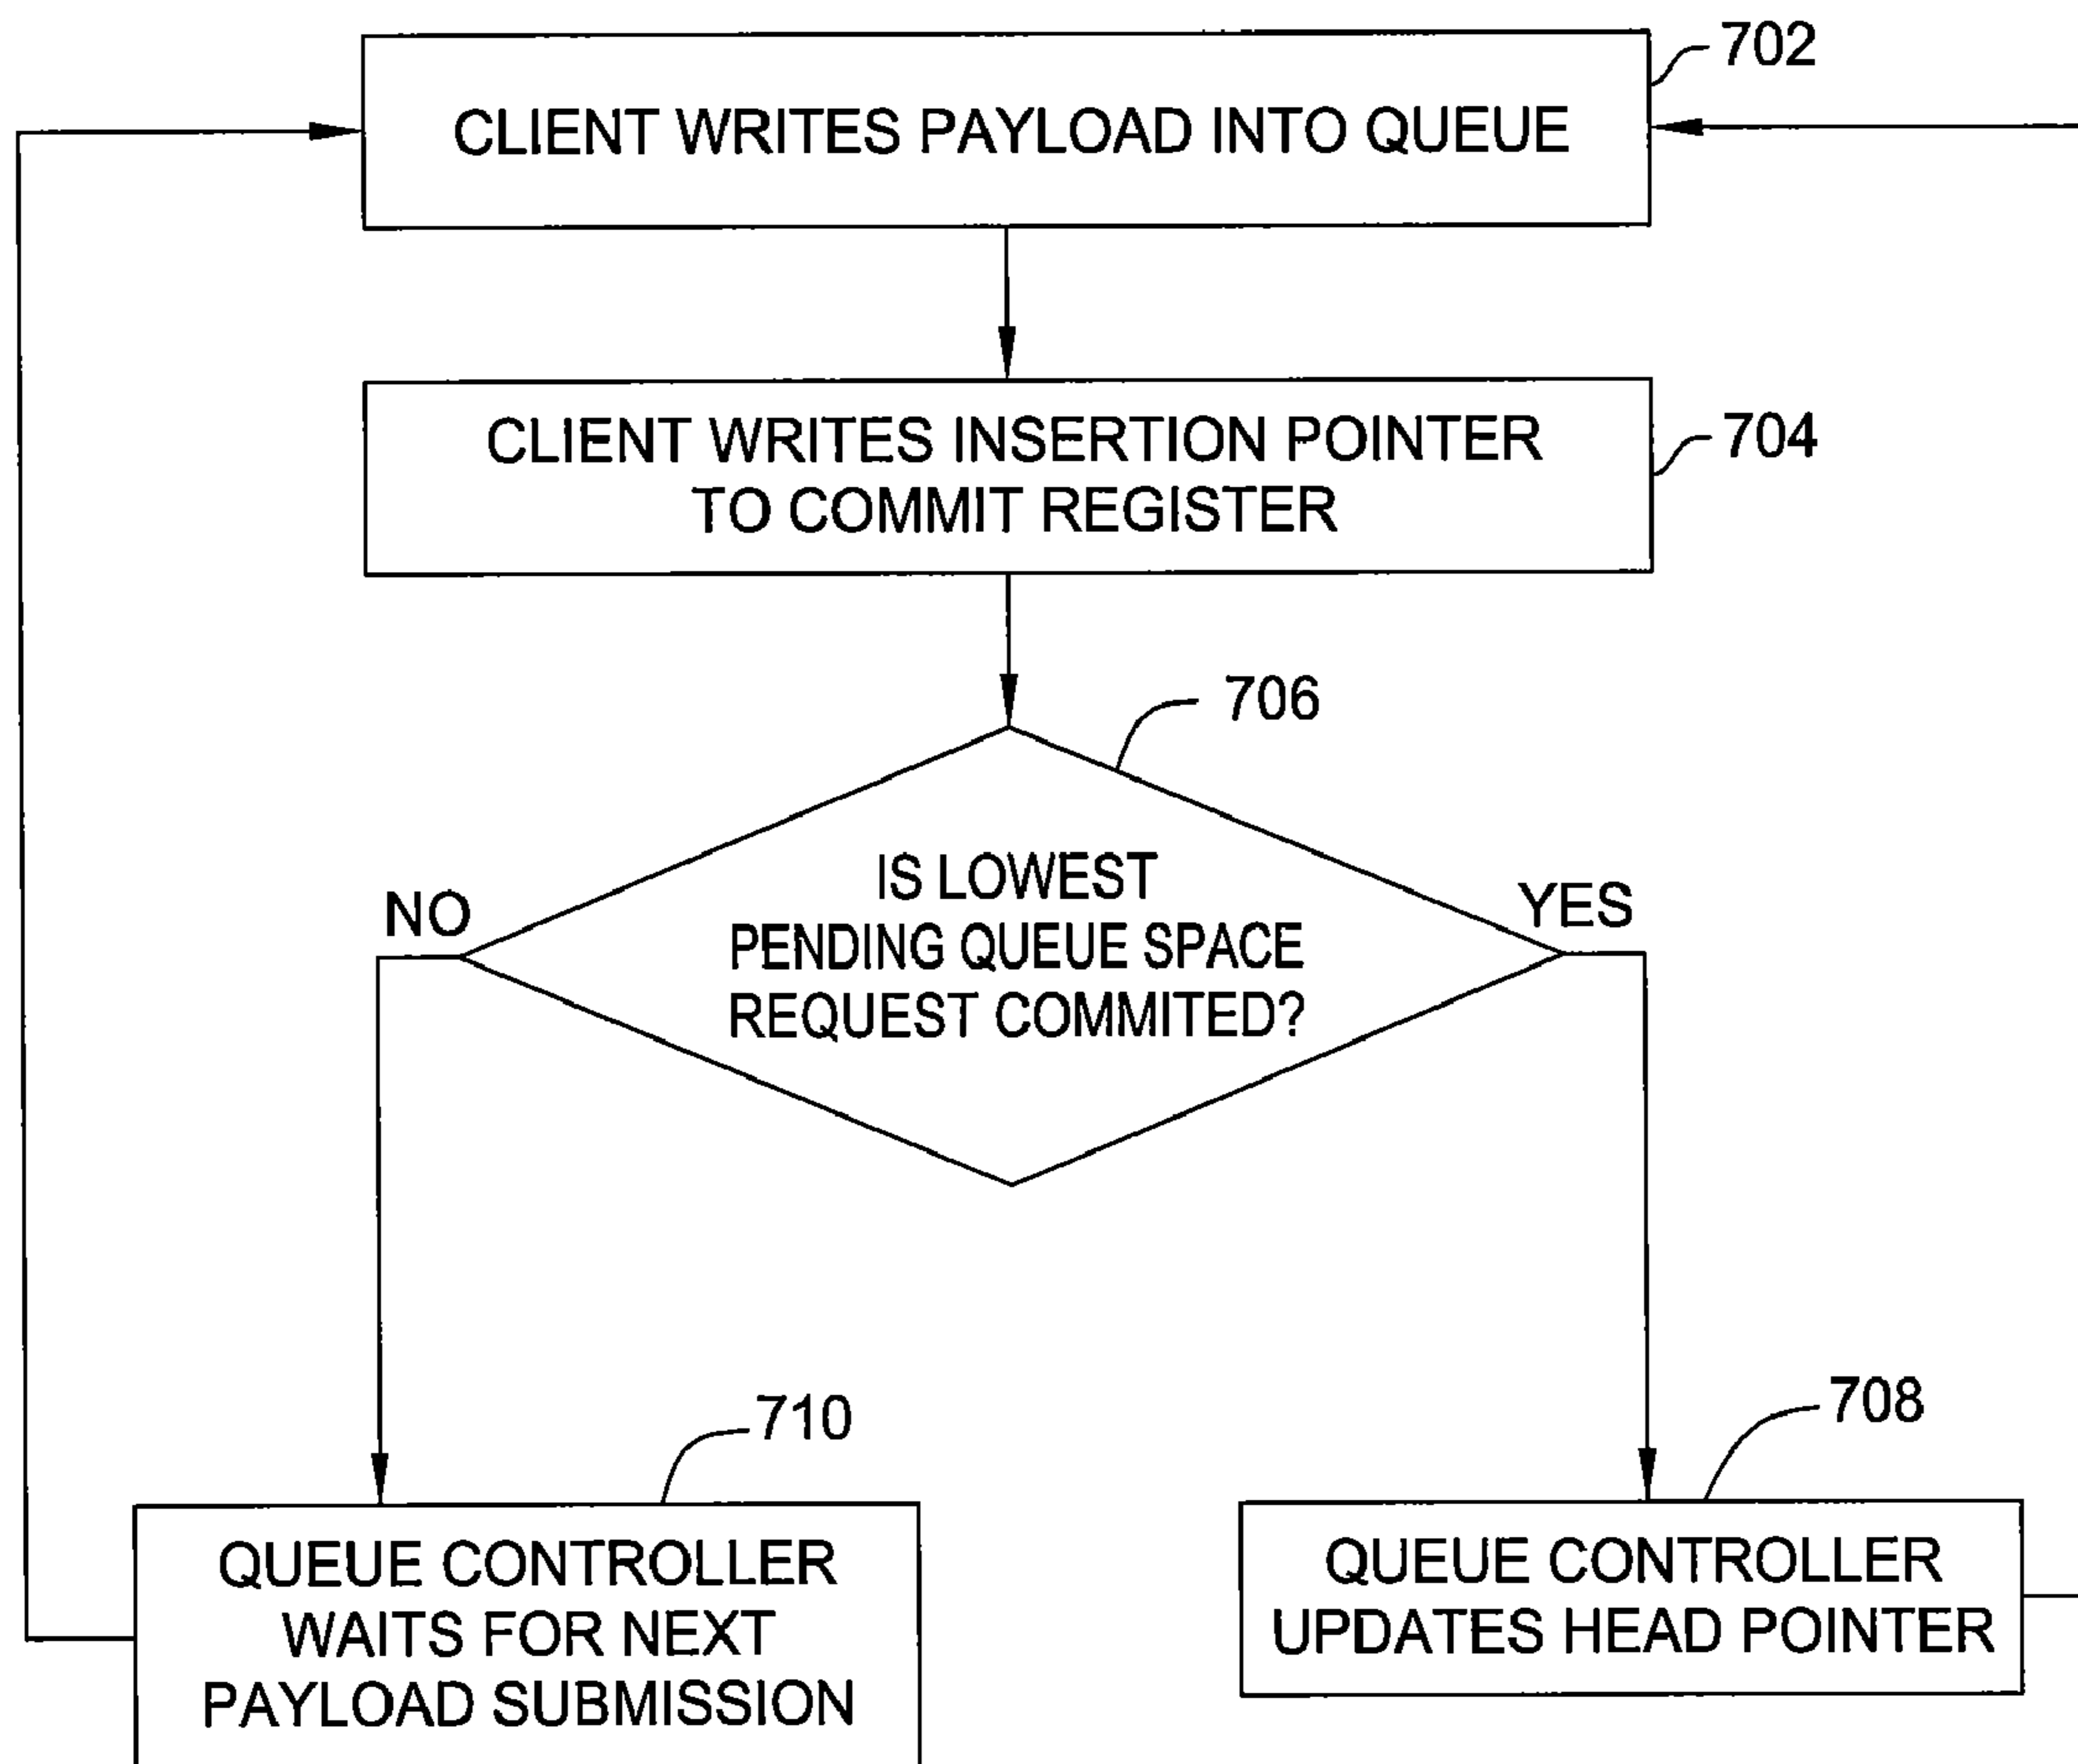 702
CLIENT WRITES PAYLOAD INTO QUEUE
CLIENT WRITES INSERTION POINTER
TO COMMIT REGISTER
704
706
IS LOWEST
PENDING QUEUE SPACE
REQUEST COMMITED?
NO
YES
710
QUEUE CONTROLLER
WAITS FOR NEXT
PAYLOAD SUBMISSION
708
QUEUE CONTROLLER
UPDATES HEAD POINTER